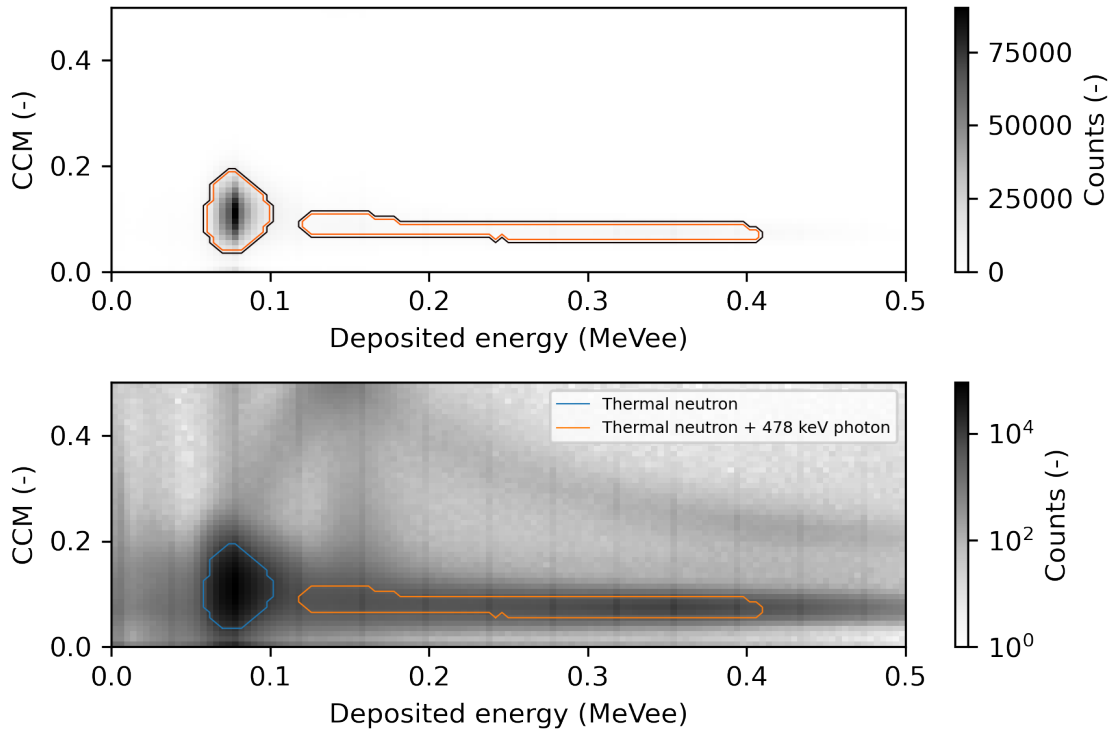 CCM (-)
0.4
0.2
0.0
0.0 0.1 0.2 0.3 0.4 0.5
Deposited energy (MeVee)
75000
50000
25000
0
Counts (-)
CCM (-)
0.4
0.2
0.0
Thermal neutron
Thermal neutron + 478 keV photon
0.0 0.1 0.2 0.3 0.4 0.5
Deposited energy (MeVee)
10⁴
10²
10⁰
Counts (-)